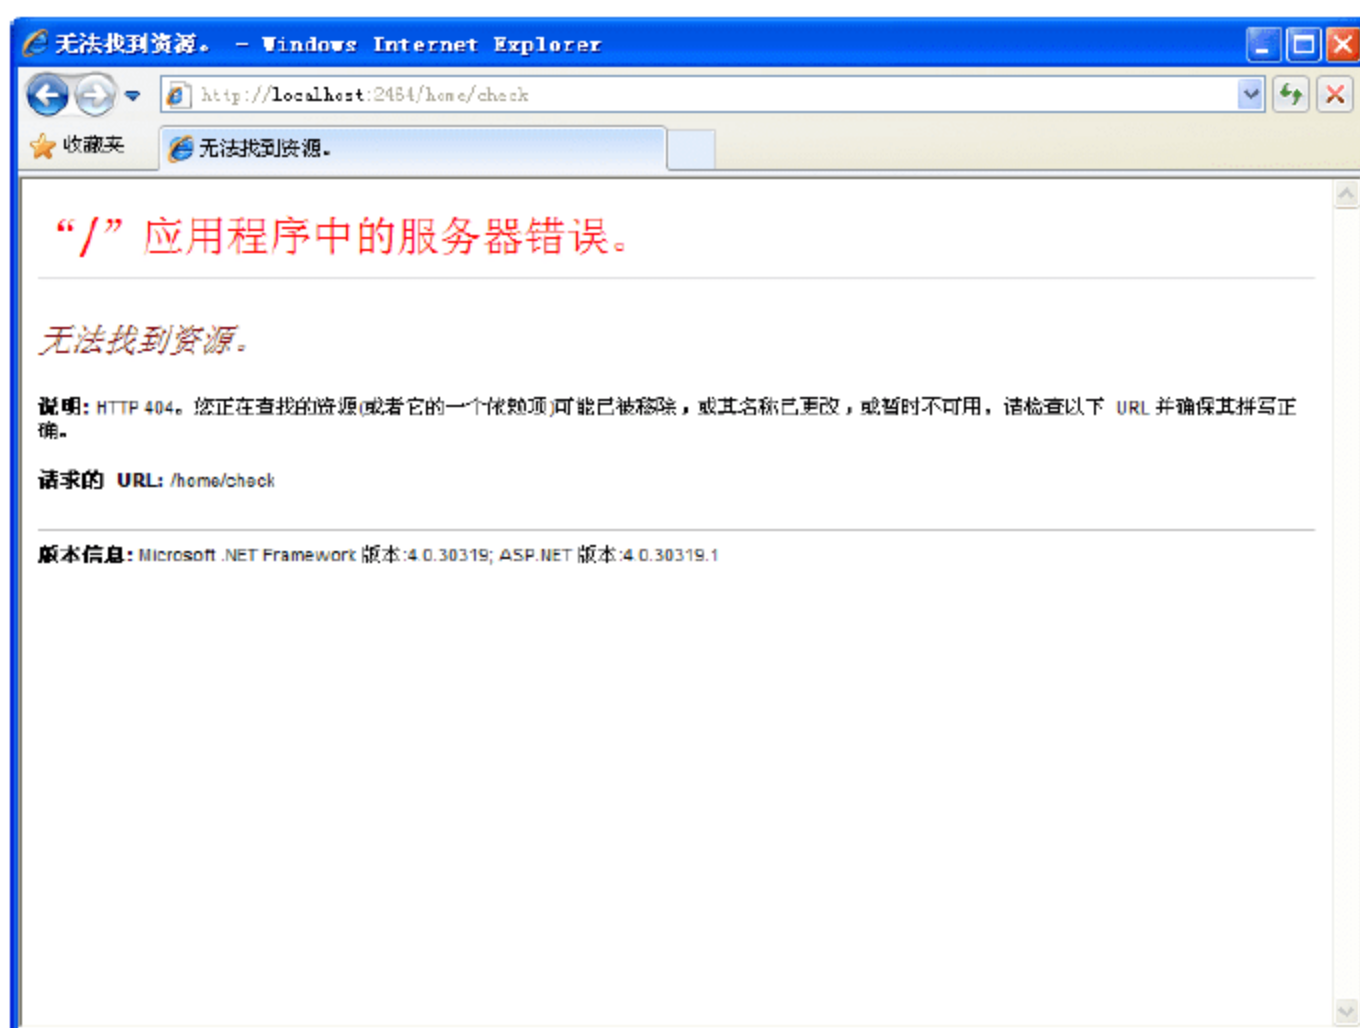 无法找到资源。 - Windows Internet Explorer
http://localhost:2464/home/check
收藏夹
无法找到资源。
“/”应用程序中的服务器错误。
无法找到资源。
说明: HTTP 404。您正在查找的资源(或者它的一个依赖项)可能已被移除，或其名称已更改，或暂时不可用。请检查以下 URL 并确保其拼写正
确。
请求的 URL: /home/check
版本信息: Microsoft .NET Framework 版本:4.0.30319; ASP.NET 版本:4.0.30319.1